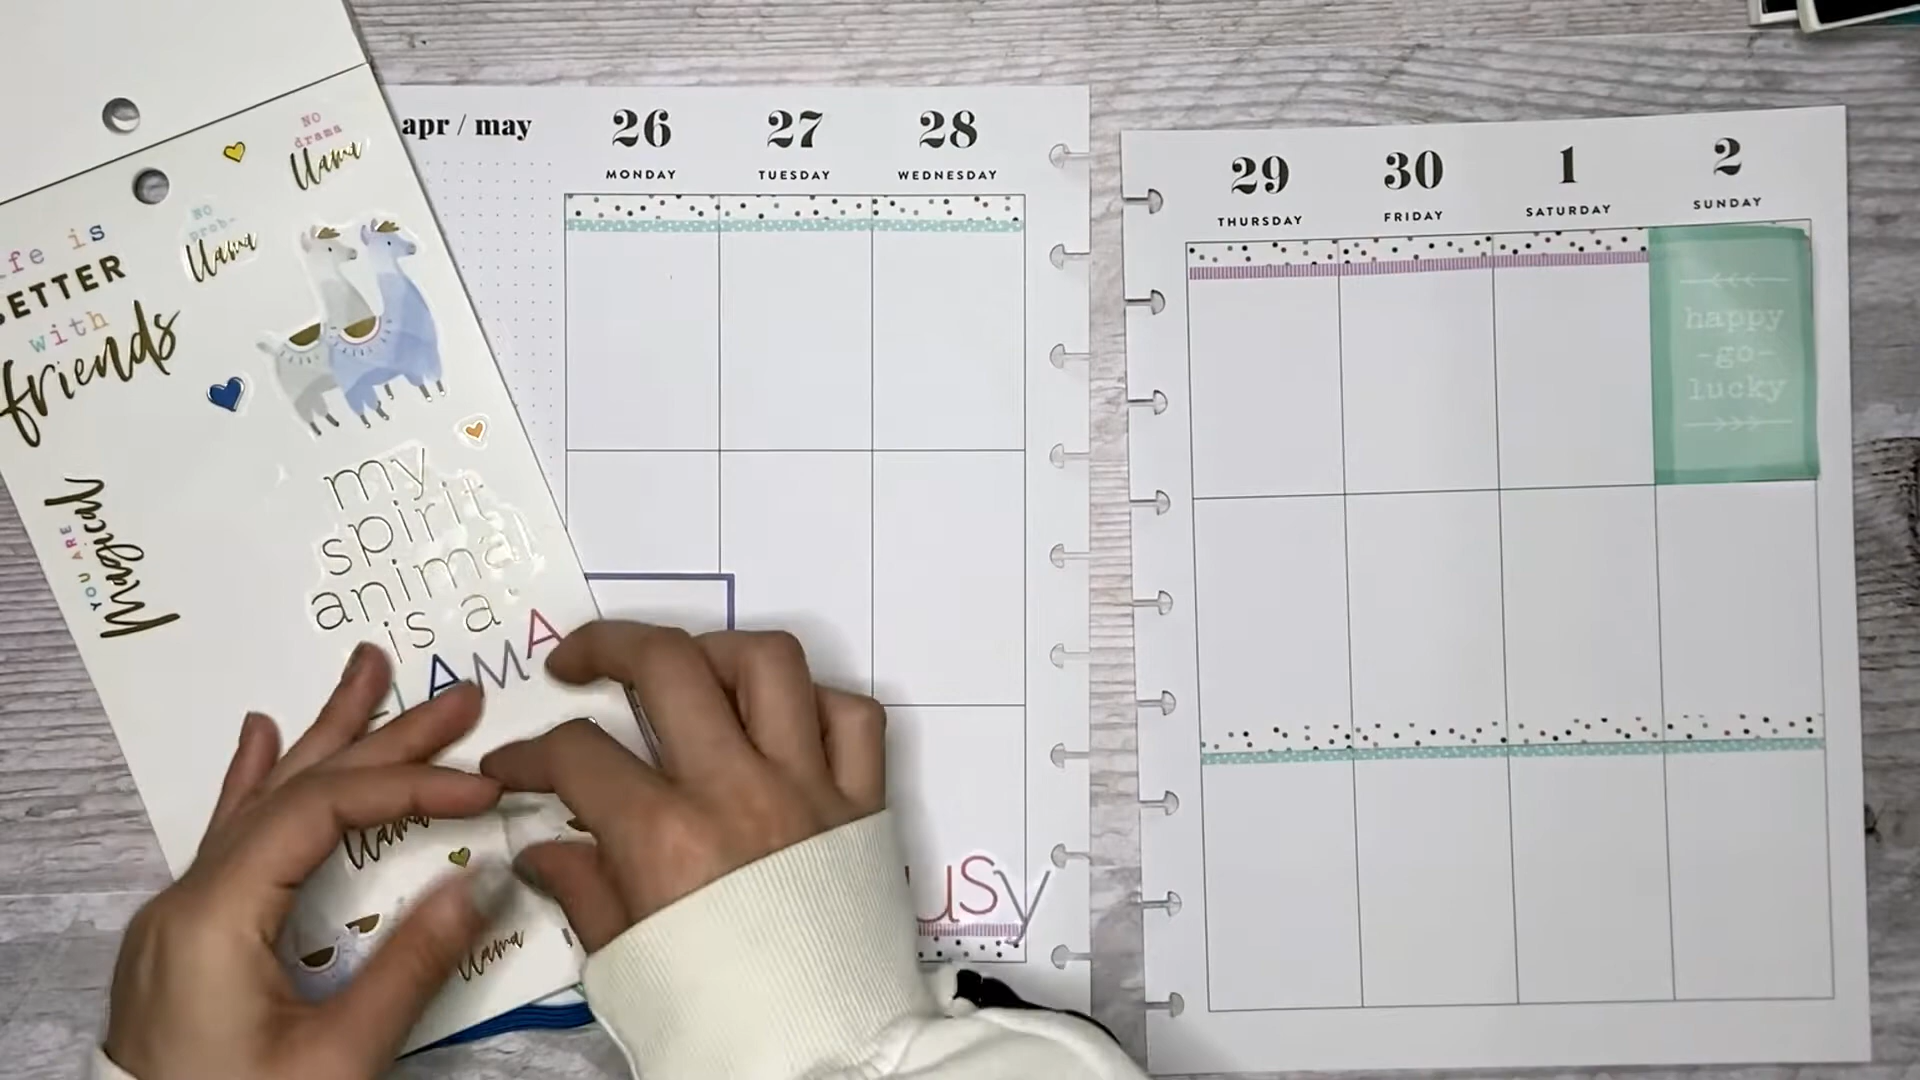 apr / may
26
MONDAY
27
TUESDAY
28
WEDNESDAY
29
THURSDAY
30
FRIDAY
1
SATURDAY
2
SUNDAY
happy
-go-
lucky
NO
drama
llama
NO
prob-
llama
is
BETTER
with
friends
YOU ARE
magical
my
spirit
animal
is a
LAMA
llama
llama
usy